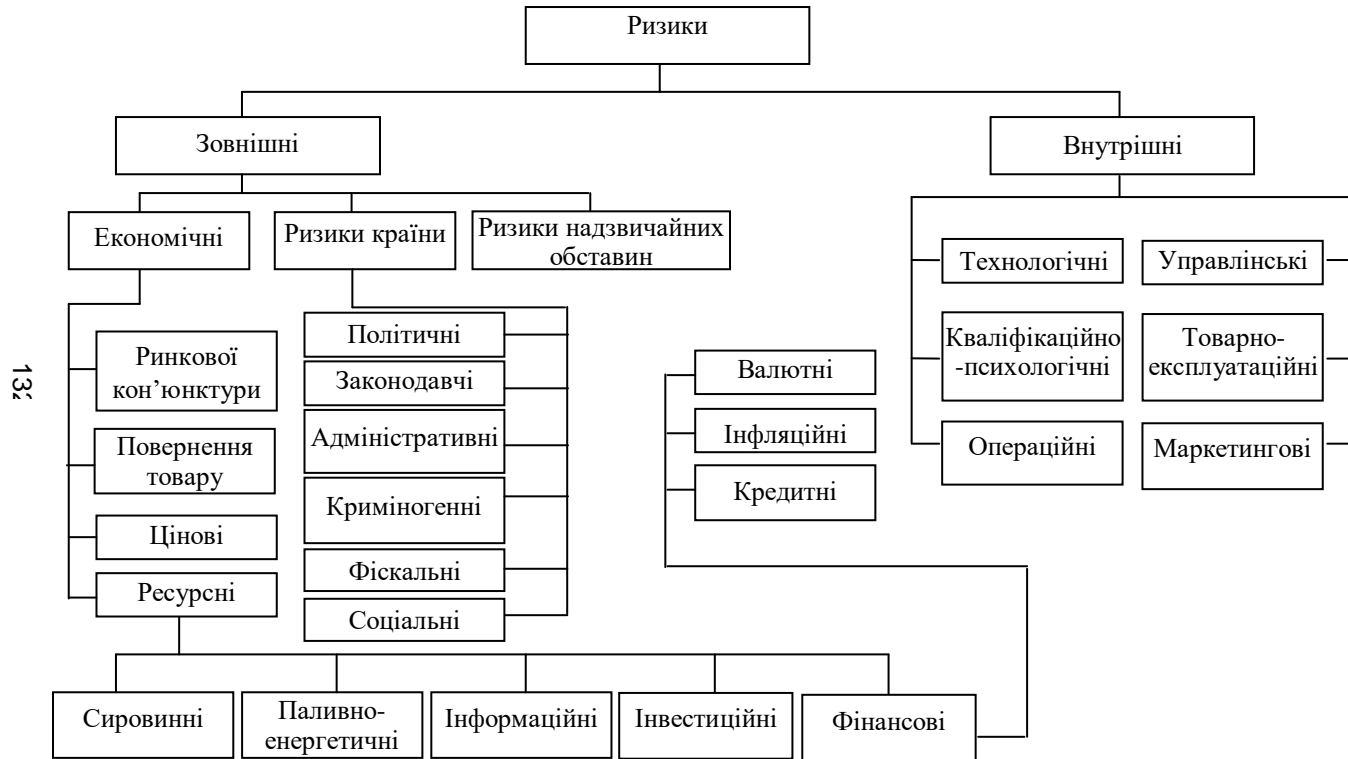 Ризики
Зовнішні
Внутрішні
Економічні
Ризики країни
Ризики надзвичайних
обставин
Ринкової
кон’юнктури
Повернення
товару
Цінові
Ресурсні
Політичні
Законодавчі
Адміністративні
Криміногенні
Фіскальні
Соціальні
Валютні
Інфляційні
Кредитні
Технологічні
Управлінські
Кваліфікаційно
-психологічні
Товарно-
експлуатаційні
Операційні
Маркетингові
Сировинні
Паливно-
енергетичні
Інформаційні
Інвестиційні
Фінансові